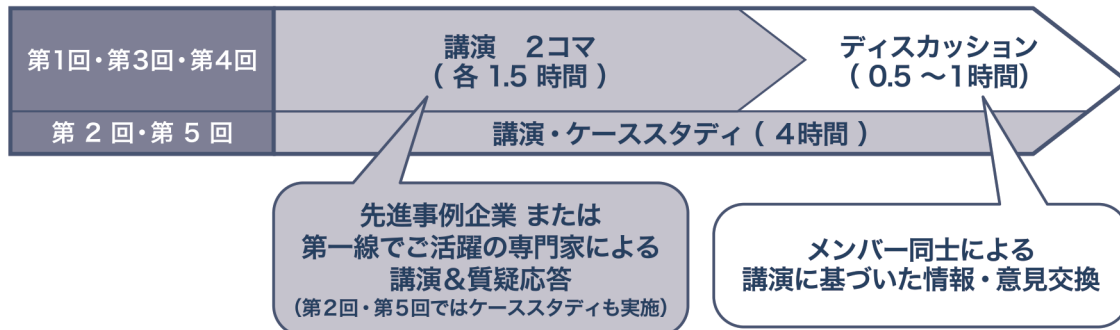 第1回・第3回・第4回
講演　2コマ
（ 各 1.5 時間 ）
ディスカッション
（ 0.5 ～1時間）
第 2 回・第 5 回
講演・ケーススタディ（ 4時間 ）
先進事例企業 または
第一線でご活躍の専門家による
講演&質疑応答
（第2回・第5回ではケーススタディも実施）
メンバー同士による
講演に基づいた情報・意見交換